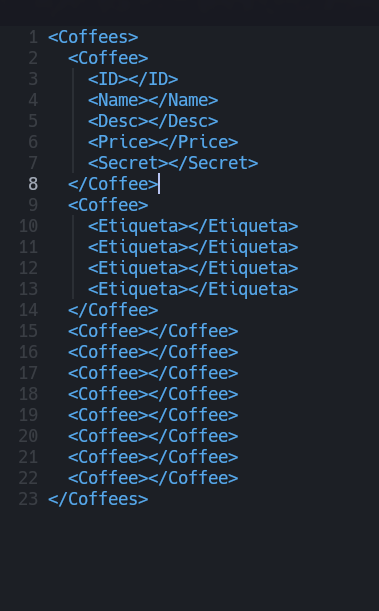 1 <Coffees>
2 <Coffee>
3 <ID></ID>
4 <Name></Name>
5 <Desc></Desc>
6 <Price></Price>
7 <Secret></Secret>
8 </Coffee>
9 <Coffee>
10 <Etiqueta></Etiqueta>
11 <Etiqueta></Etiqueta>
12 <Etiqueta></Etiqueta>
13 <Etiqueta></Etiqueta>
14 </Coffee>
15 <Coffee></Coffee>
16 <Coffee></Coffee>
17 <Coffee></Coffee>
18 <Coffee></Coffee>
19 <Coffee></Coffee>
20 <Coffee></Coffee>
21 <Coffee></Coffee>
22 <Coffee></Coffee>
23 </Coffees>